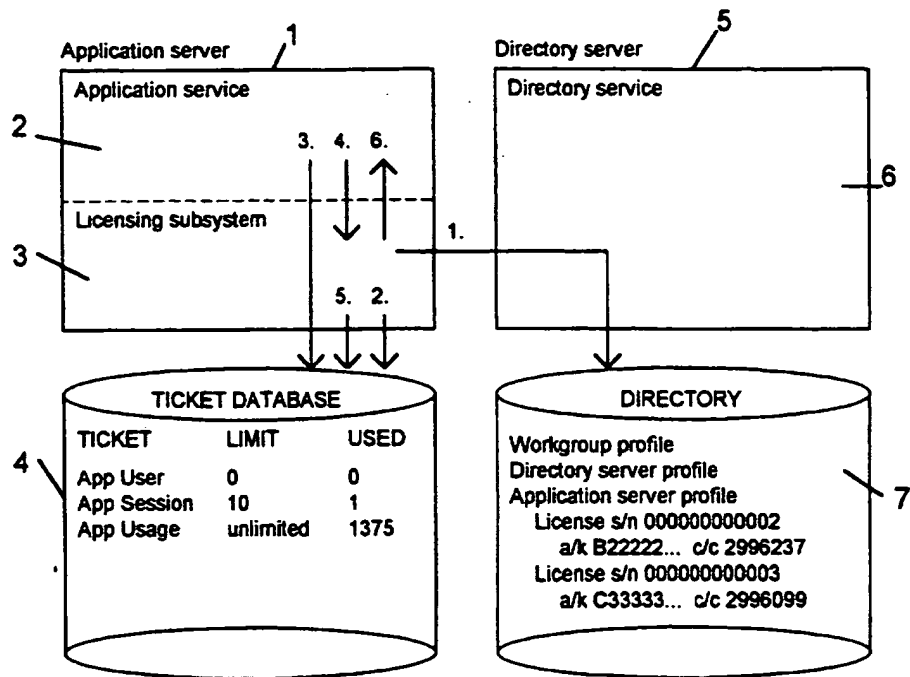 Application server
1
Application service
2
3. 4. 6.
Licensing subsystem
3
1.
5. 2.
Directory server
5
Directory service
6
TICKET DATABASE
TICKET LIMIT USED
4
App User 0 0
App Session 10 1
App Usage unlimited 1375
DIRECTORY
Workgroup profile
Directory server profile
Application server profile
7
License s/n 000000000002
a/k B22222... c/c 2996237
License s/n 000000000003
a/k C33333... c/c 2996099